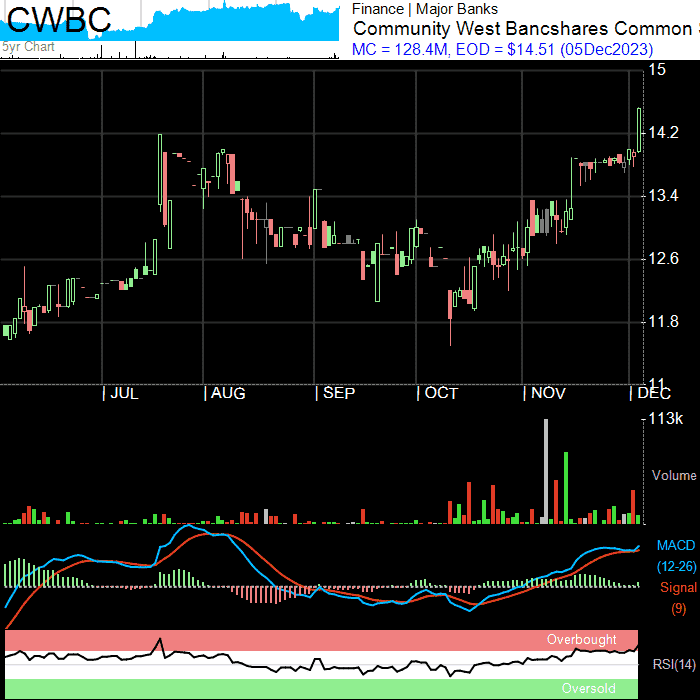 CWBC
5yr Chart
Finance | Major Banks
Community West Bancshares Common
MC = 128.4M, EOD = $14.51 (05Dec2023)
15
14.2
13.4
12.6
11.8
11
JUL
AUG
SEP
OCT
NOV
DEC
113k
Volume
MACD
(12-26)
Signal
(9)
Overbought
RSI(14)
Oversold